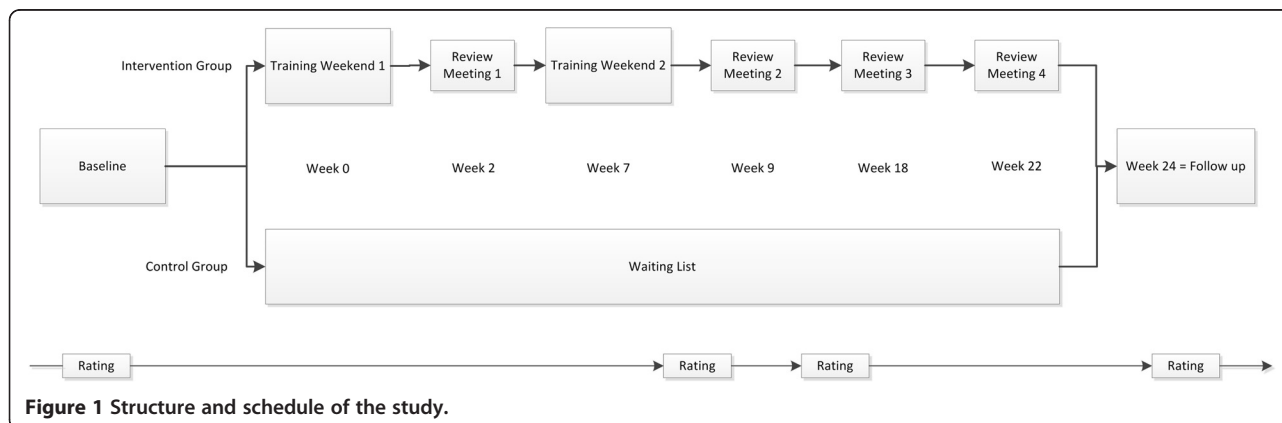 Intervention Group
Training Weekend 1
Review
Meeting 1
Training Weekend 2
Review
Meeting 2
Review
Meeting 3
Review
Meeting 4
Baseline
Week 0
Week 2
Week 7
Week 9
Week 18
Week 22
Week 24 = Follow up
Control Group
Waiting List
Rating
Rating
Rating
Rating
Figure 1 Structure and schedule of the study.